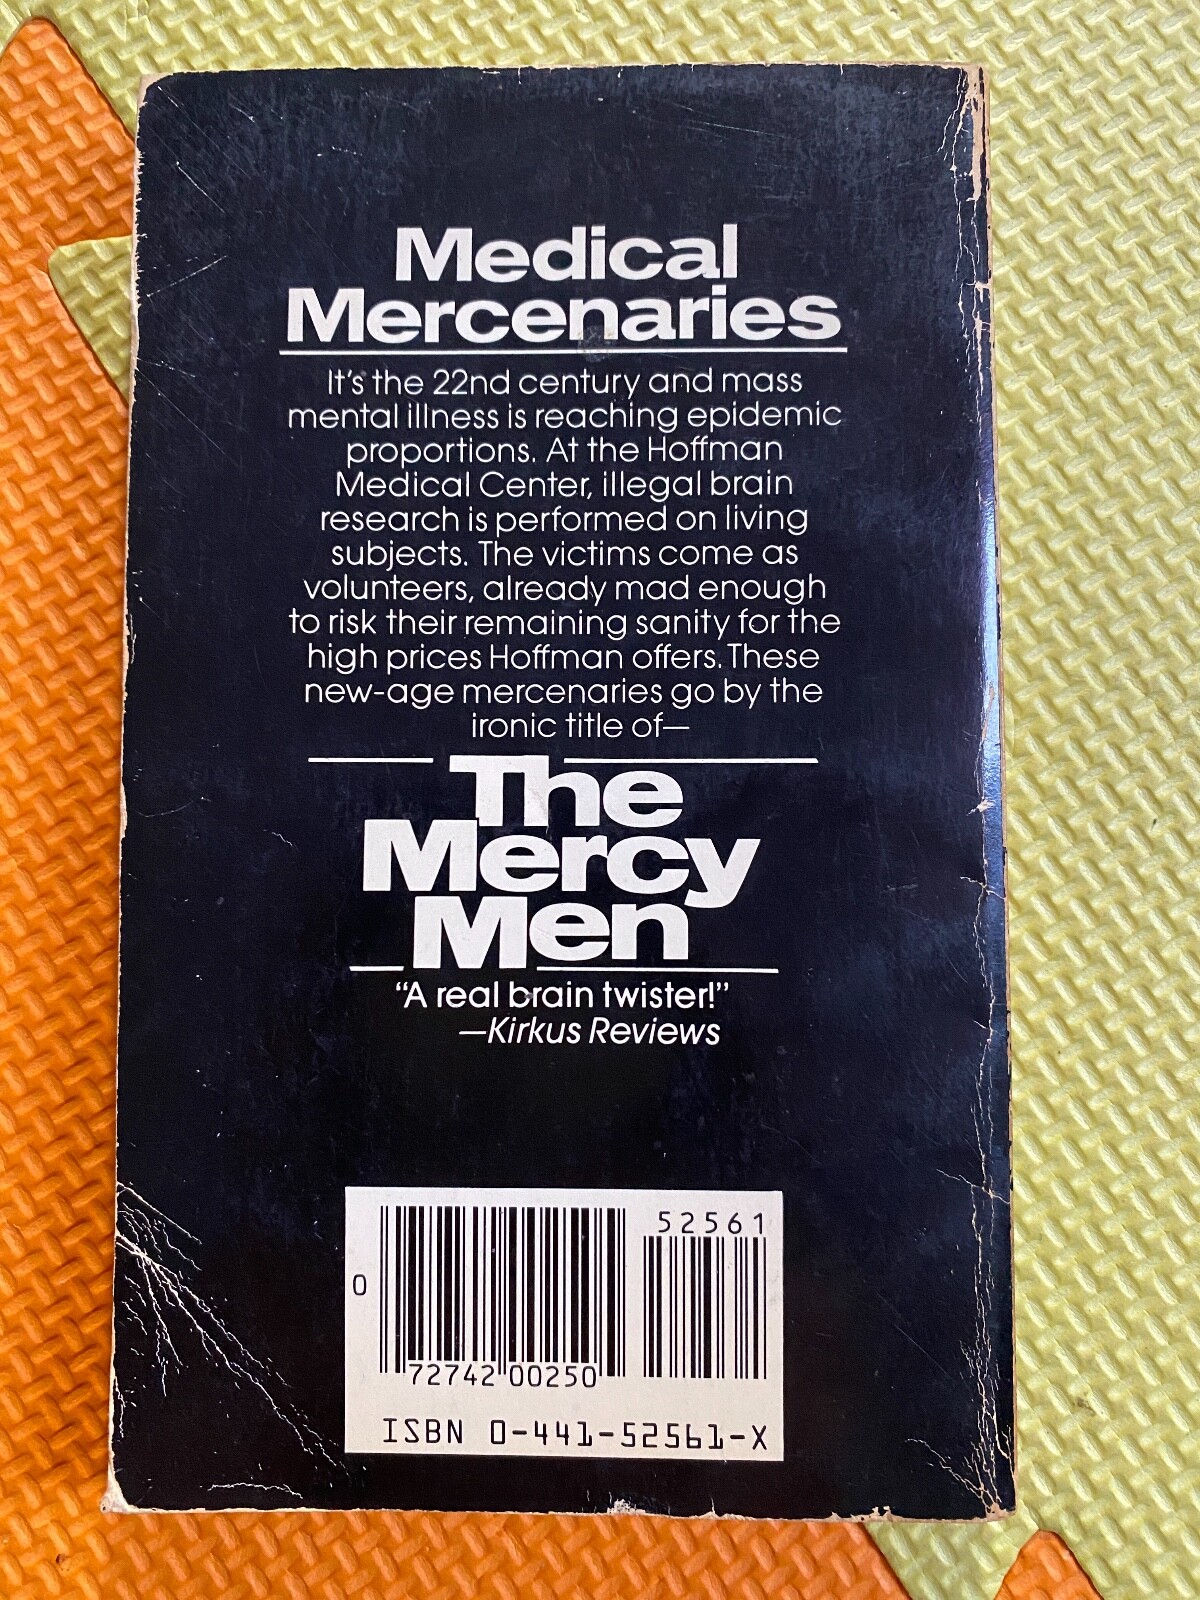 Medical
Mercenaries
It's the 22nd century and mass
mental illness is reaching epidemic
proportions. At the Hoffman
Medical Center, illegal brain
research is performed on living
subjects. The victims come as
volunteers, already mad enough
to risk their remaining sanity for the
high prices Hoffman offers. These
new-age mercenaries go by the
ironic title of—
The
Mercy
Men
“A real brain twister!”
—Kirkus Reviews
52561
0
72742 00250
ISBN 0-441-52561-X